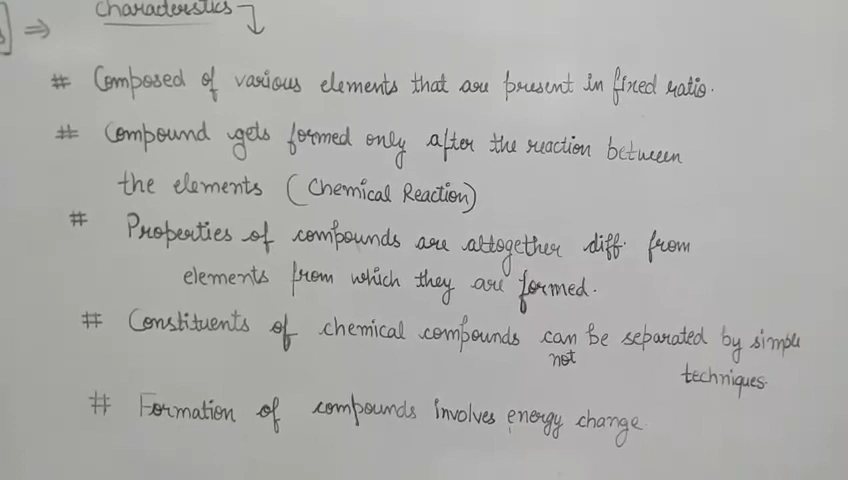 ⇒ Characterstics
# Composed of various elements that are present in fixed ratio.
# Compound gets formed only after the reaction between
the elements (Chemical Reaction)
# Properties of compounds are altogether diff. from
elements from which they are formed.
# Constituents of chemical compounds can be separated by simple
not
techniques.
# Formation of compounds involves energy change.